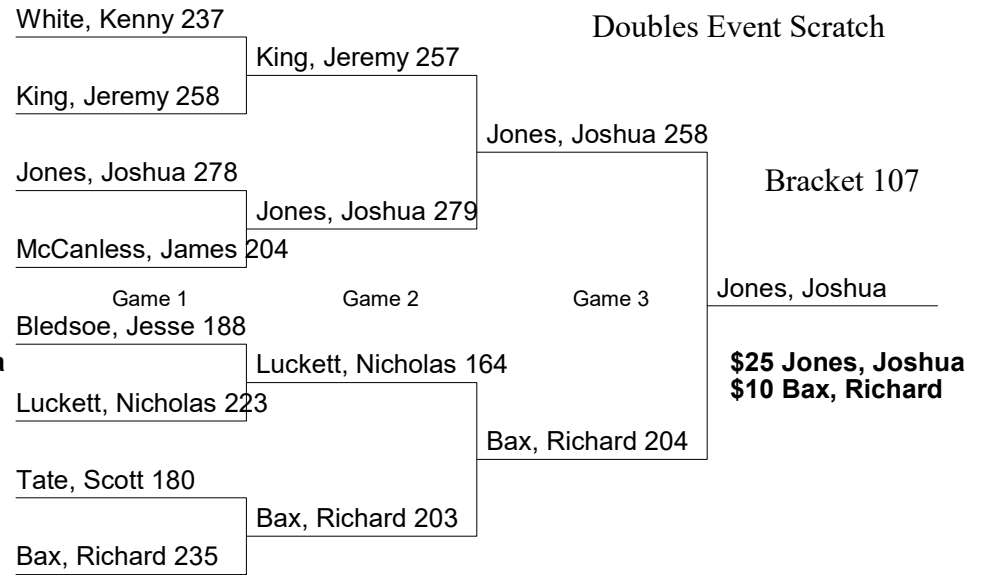 White, Kenny 237
Doubles Event Scratch
King, Jeremy 257
King, Jeremy 258
Jones, Joshua 258
Jones, Joshua 278
Bracket 107
Jones, Joshua 279
McCanless, James 204
Game 1
Game 2
Game 3
Jones, Joshua
Bledsoe, Jesse 188
Luckett, Nicholas 164
$25 Jones, Joshua
$10 Bax, Richard
Luckett, Nicholas 223
Bax, Richard 204
Tate, Scott 180
Bax, Richard 203
Bax, Richard 235